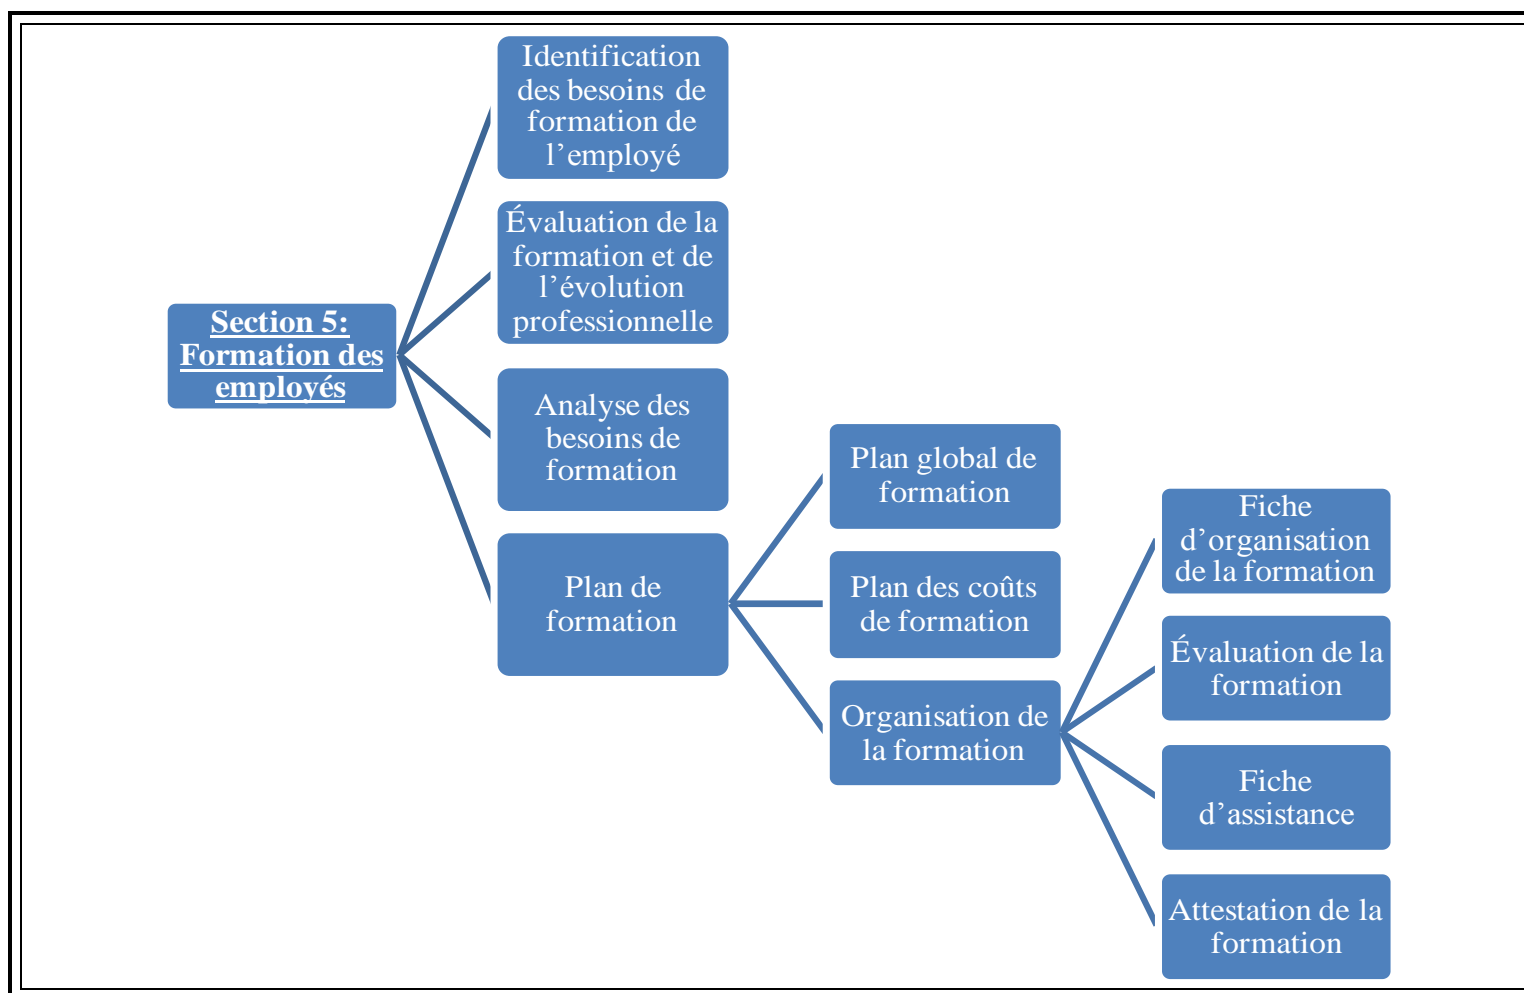 Section 5:
Formation des
employés
Identification
des besoins de
formation de
l’employé
Évaluation de la
formation et de
l’évolution
professionnelle
Analyse des
besoins de
formation
Plan de
formation
Plan global de
formation
Plan des coûts
de formation
Organisation de
la formation
Fiche
d’organisation
de la formation
Évaluation de la
formation
Fiche
d’assistance
Attestation de la
formation